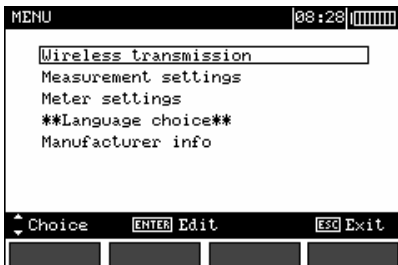 MENU 08:28
Wireless transmission
Measurement settings
Meter settings
**Language choice**
Manufacturer info
Choice ENTER Edit ESC Exit